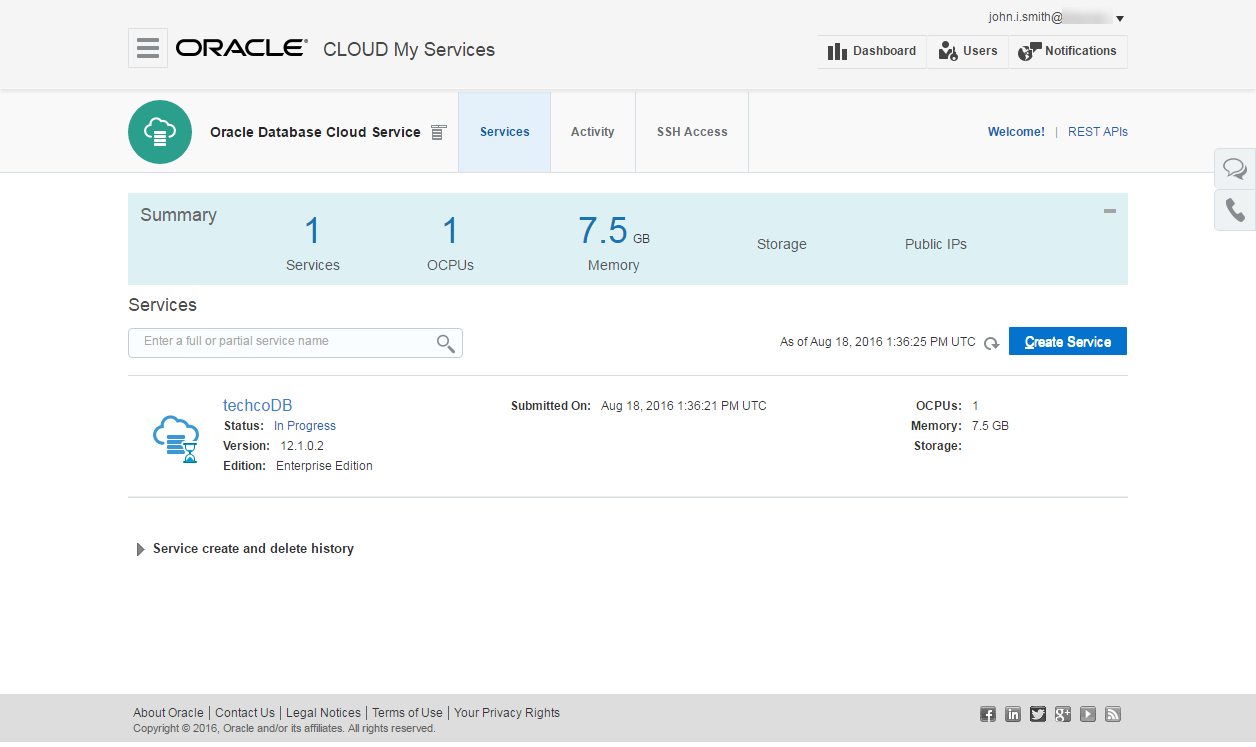 john.i.smith@
ORACLE® CLOUD My Services
Dashboard Users Notifications
Oracle Database Cloud Service Services Activity SSH Access Welcome! | REST APIs
Summary
1 1 7.5 GB
Services OCPUs Memory Storage Public IPs
Services
Enter a full or partial service name
As of Aug 18, 2016 1:36:25 PM UTC Create Service
techcoDB Submitted On: Aug 18, 2016 1:36:21 PM UTC OCPUs: 1
Status: In Progress Memory: 7.5 GB
Version: 12.1.0.2 Storage:
Edition: Enterprise Edition
Service create and delete history
About Oracle | Contact Us | Legal Notices | Terms of Use | Your Privacy Rights
Copyright © 2016, Oracle and/or its affiliates. All rights reserved.